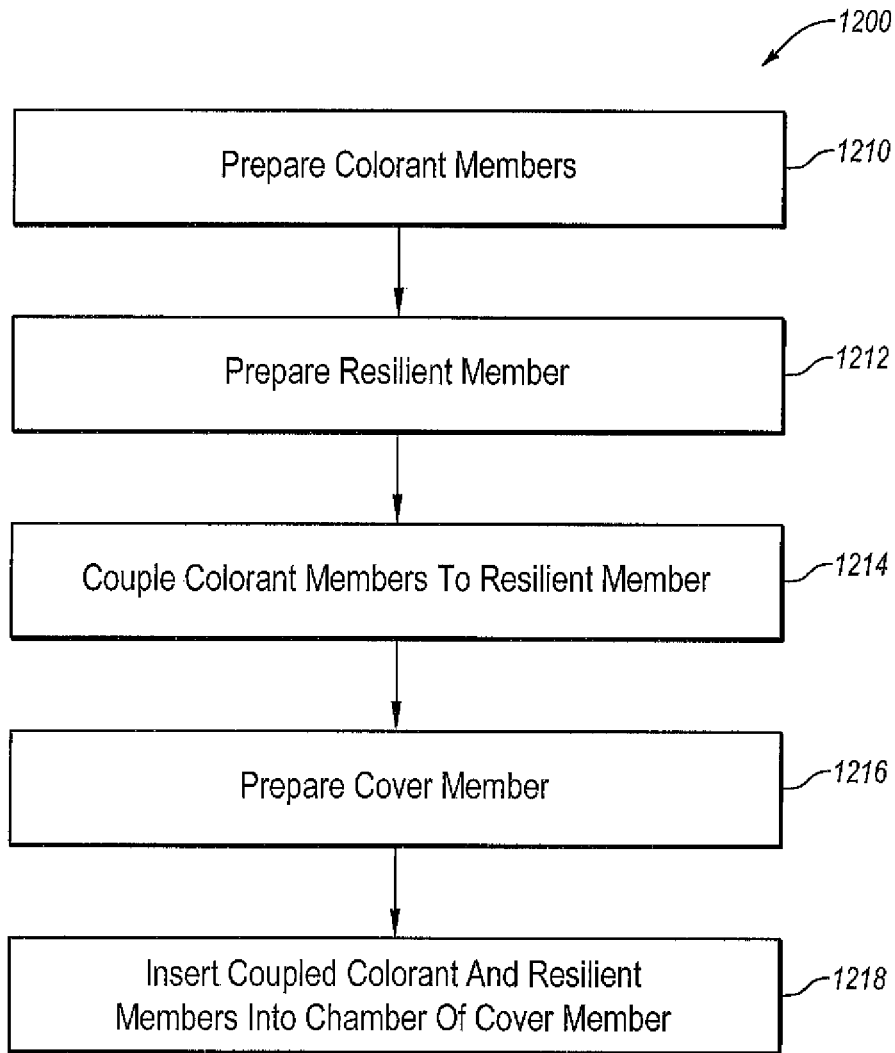 1200
Prepare Colorant Members
1210
Prepare Resilient Member
1212
Couple Colorant Members To Resilient Member
1214
Prepare Cover Member
1216
Insert Coupled Colorant And Resilient
Members Into Chamber Of Cover Member
1218